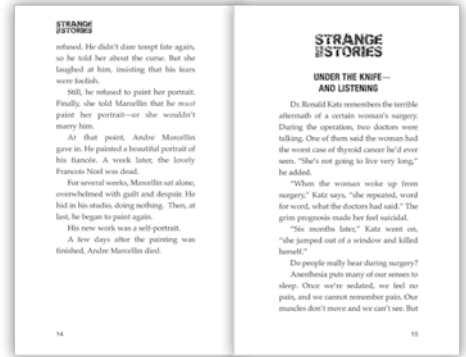 STRANGE
BUT TRUE
STORIES
refused. He didn't dare tempt fate again,
so he told her about the curse. But she
laughed at him, insisting that his fears
were foolish.
Still, he refused to paint her portrait.
Finally, she told Marcellin that he must
paint her portrait—or she wouldn't
marry him.
At that point, Andre Marcellin
gave in. He painted a beautiful portrait of
his fiancée. A week later, the lovely
Francois Noel was dead.
For several weeks, Marcellin sat alone,
overwhelmed with guilt and despair. He
hid in his studio, doing nothing. Then, at
last, he began to paint again.
His new work was a self-portrait.
A few days after the painting was
finished, Andre Marcellin died.
14
STRANGE
BUT TRUE
STORIES
UNDER THE KNIFE—
AND LISTENING
Dr. Ronald Katz remembers the terrible
aftermath of a certain woman's surgery.
During the operation, two doctors were
talking. One of them said the woman had
the worst case of thyroid cancer he'd ever
seen. "She's not going to live very long,"
he added.
"When the woman woke up from
surgery," Katz says, "she repeated, word
for word, what the doctors had said." The
grim prognosis made her feel suicidal.
"Six months later," Katz went on,
"she jumped out of a window and killed
herself."
Do people really hear during surgery?
Anesthesia puts many of our senses to
sleep. Once we're sedated, we feel no
pain, and we cannot remember pain. Our
muscles don't move and we can't see. But
15